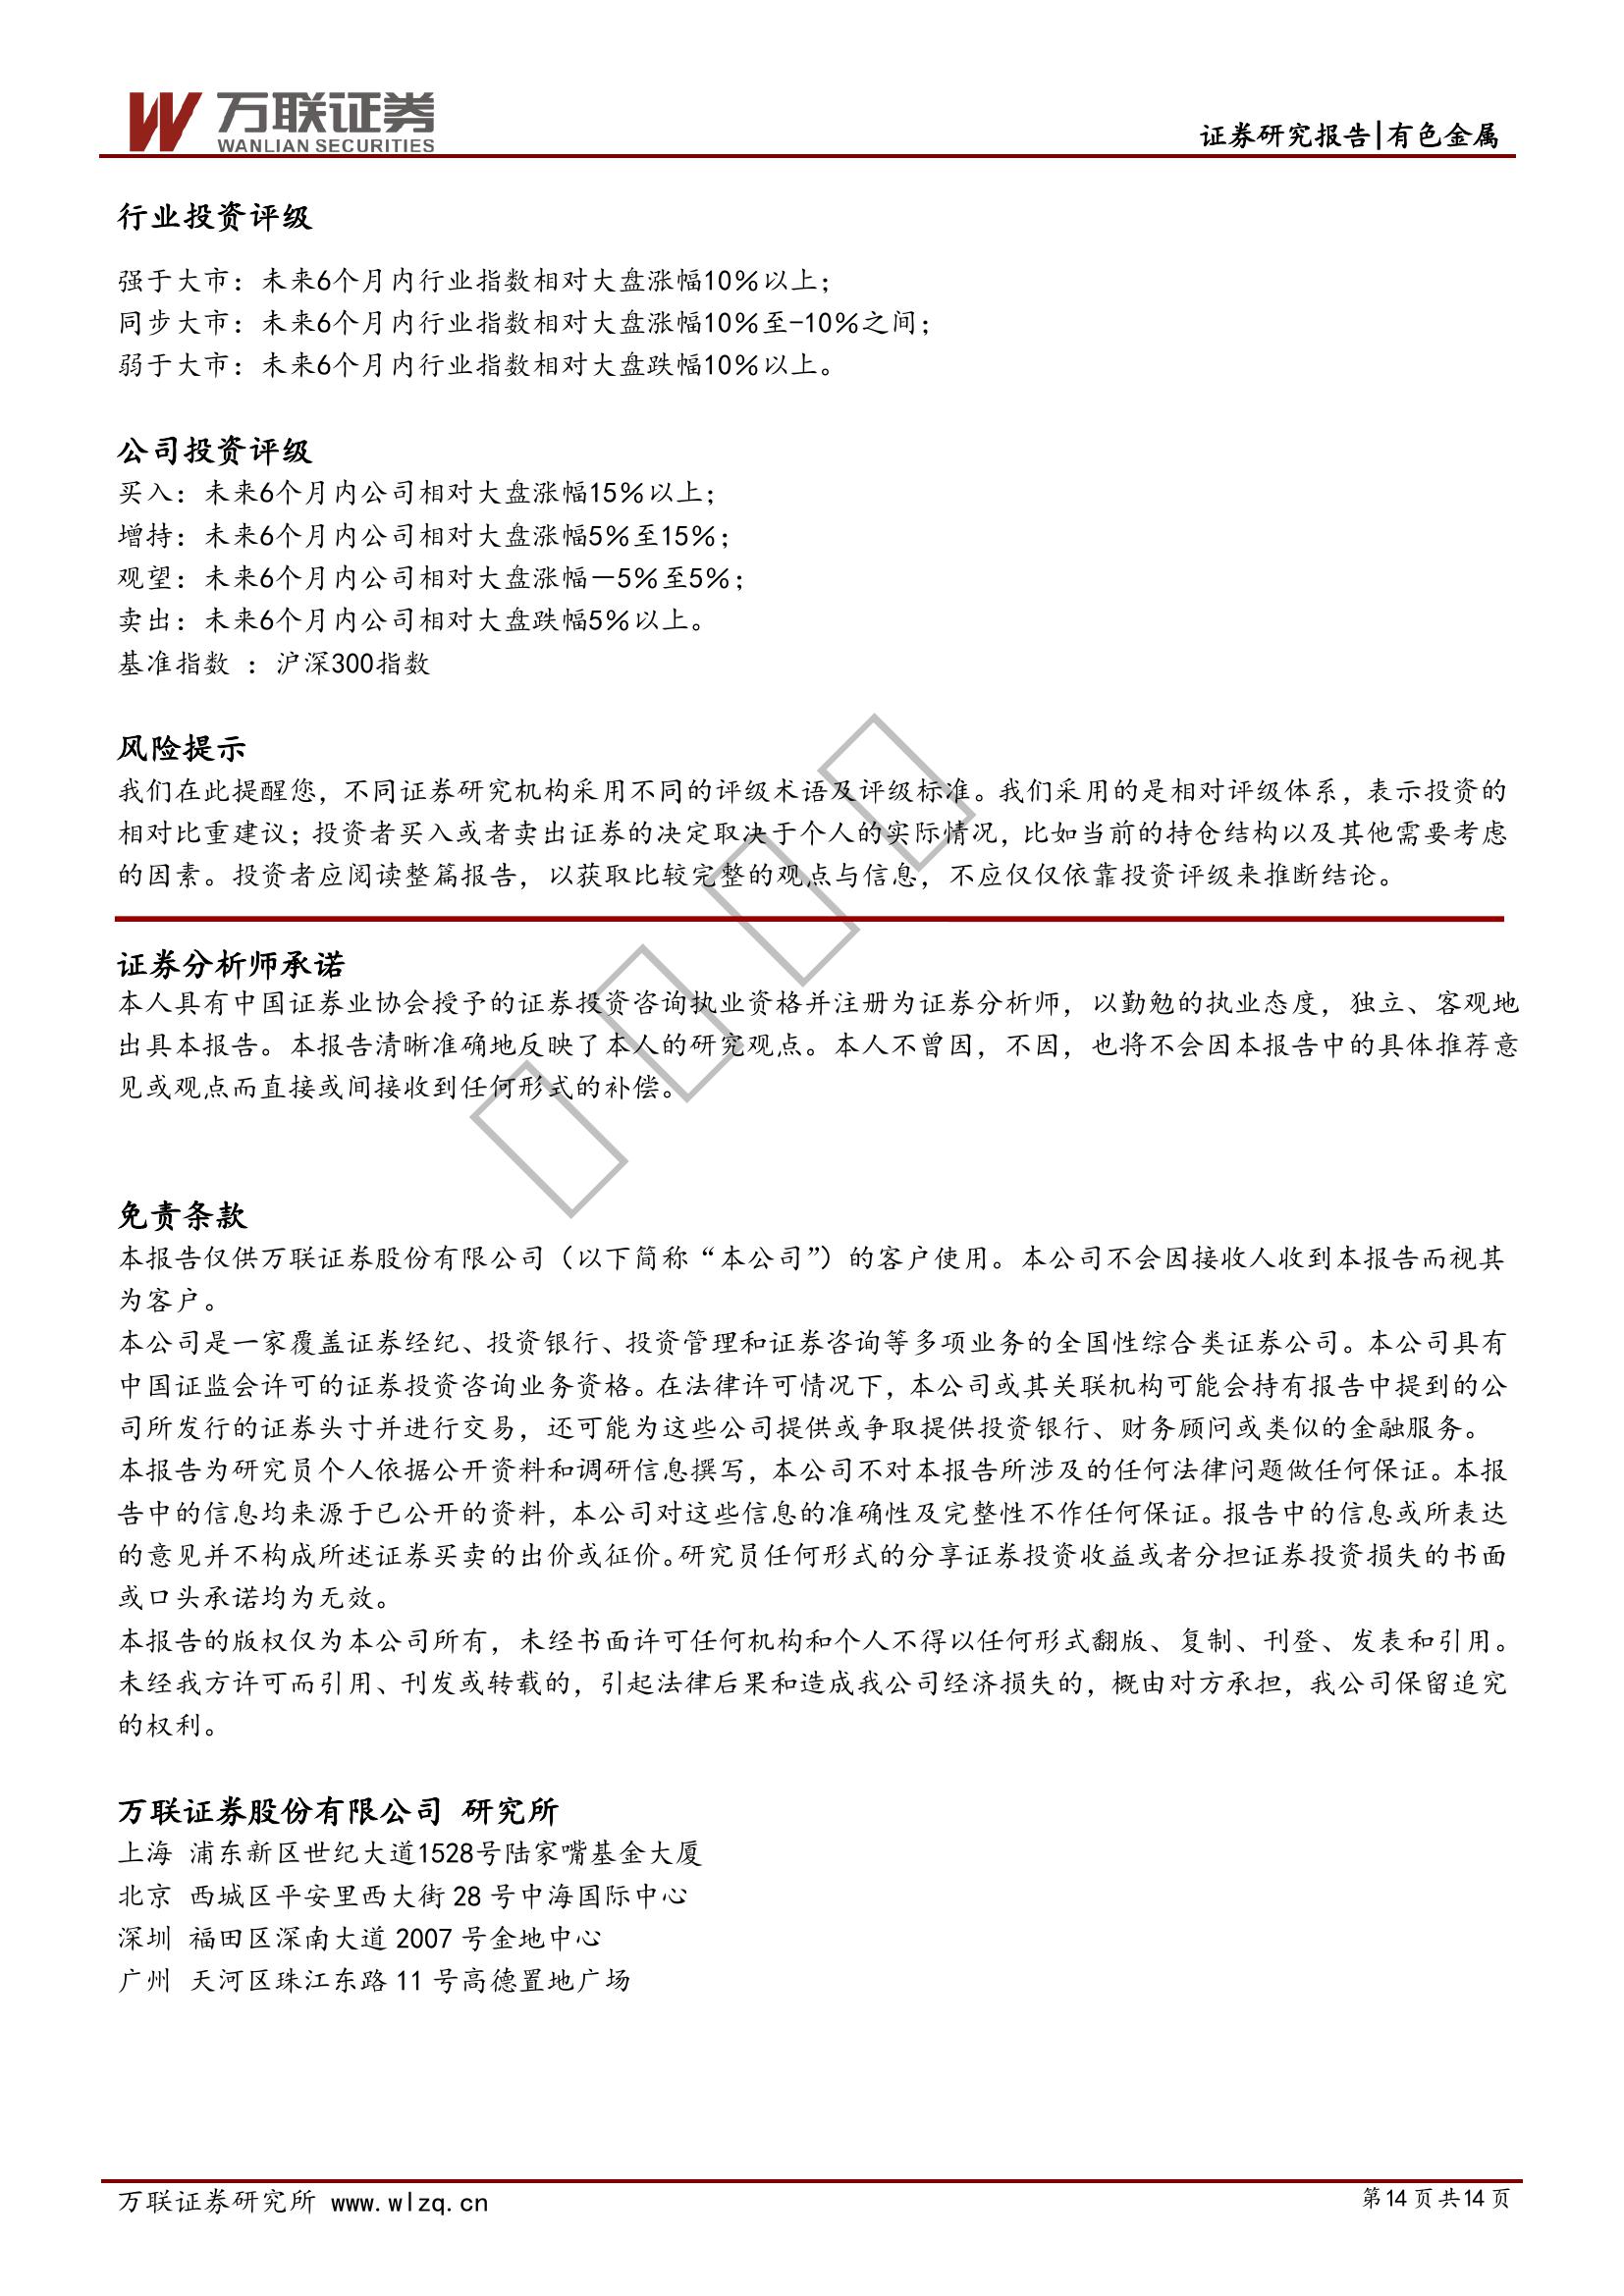 万联证券
WANLIAN SECURITIES
证券研究报告|有色金属
行业投资评级
强于大市：未来6个月内行业指数相对大盘涨幅10％以上；
同步大市：未来6个月内行业指数相对大盘涨幅10％至-10％之间；
弱于大市：未来6个月内行业指数相对大盘跌幅10％以上。
公司投资评级
买入：未来6个月内公司相对大盘涨幅15％以上；
增持：未来6个月内公司相对大盘涨幅5％至15％；
观望：未来6个月内公司相对大盘涨幅－5％至5％；
卖出：未来6个月内公司相对大盘跌幅5％以上。
基准指数 ：沪深300指数
风险提示
我们在此提醒您，不同证券研究机构采用不同的评级术语及评级标准。我们采用的是相对评级体系，表示投资的
相对比重建议；投资者买入或者卖出证券的决定取决于个人的实际情况，比如当前的持仓结构以及其他需要考虑
的因素。投资者应阅读整篇报告，以获取比较完整的观点与信息，不应仅仅依靠投资评级来推断结论。
证券分析师承诺
本人具有中国证券业协会授予的证券投资咨询执业资格并注册为证券分析师，以勤勉的执业态度，独立、客观地
出具本报告。本报告清晰准确地反映了本人的研究观点。本人不曾因，不因，也将不会因本报告中的具体推荐意
见或观点而直接或间接收到任何形式的补偿。
免责条款
本报告仅供万联证券股份有限公司（以下简称“本公司”）的客户使用。本公司不会因接收人收到本报告而视其
为客户。
本公司是一家覆盖证券经纪、投资银行、投资管理和证券咨询等多项业务的全国性综合类证券公司。本公司具有
中国证监会许可的证券投资咨询业务资格。在法律许可情况下，本公司或其关联机构可能会持有报告中提到的公
司所发行的证券头寸并进行交易，还可能为这些公司提供或争取提供投资银行、财务顾问或类似的金融服务。
本报告为研究员个人依据公开资料和调研信息撰写，本公司不对本报告所涉及的任何法律问题做任何保证。本报
告中的信息均来源于已公开的资料，本公司对这些信息的准确性及完整性不作任何保证。报告中的信息或所表达
的意见并不构成所述证券买卖的出价或征价。研究员任何形式的分享证券投资收益或者分担证券投资损失的书面
或口头承诺均为无效。
本报告的版权仅为本公司所有，未经书面许可任何机构和个人不得以任何形式翻版、复制、刊登、发表和引用。
未经我方许可而引用、刊发或转载的，引起法律后果和造成我公司经济损失的，概由对方承担，我公司保留追究
的权利。
万联证券股份有限公司 研究所
上海 浦东新区世纪大道1528号陆家嘴基金大厦
北京 西城区平安里西大街 28 号中海国际中心
深圳 福田区深南大道 2007 号金地中心
广州 天河区珠江东路 11 号高德置地广场
万联证券研究所 www.wlzq.cn
第14页共14页